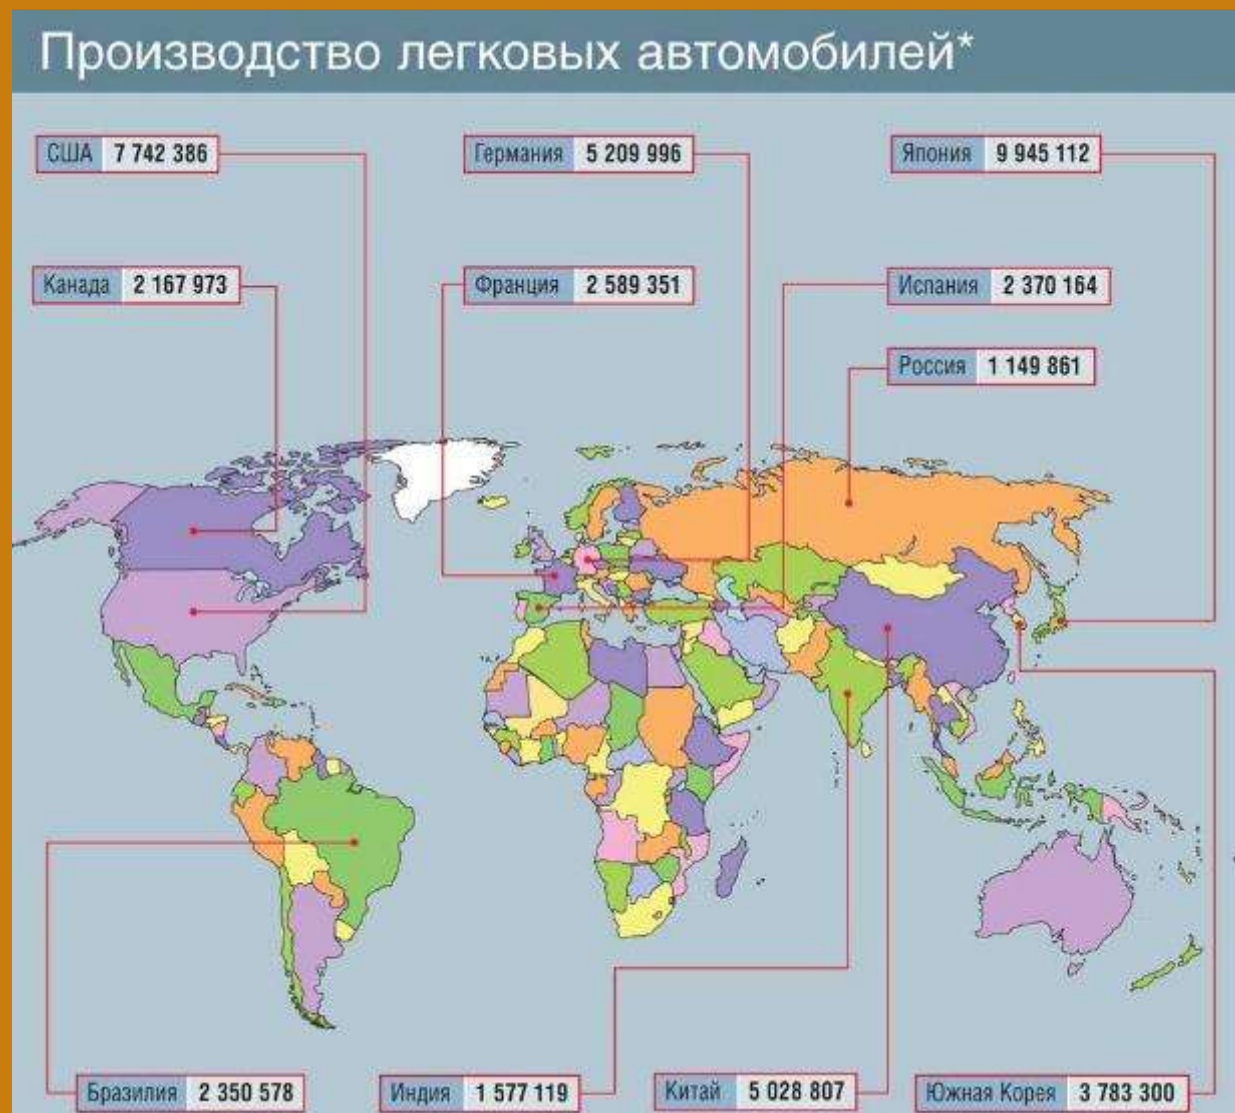 Производство легковых автомобилей*
США 7 742 386
Германия 5 209 996
Япония 9 945 112
Канада 2 167 973
Франция 2 589 351
Испания 2 370 164
Россия 1 149 861
Бразилия 2 350 578
Индия 1 577 119
Китай 5 028 807
Южная Корея 3 783 300